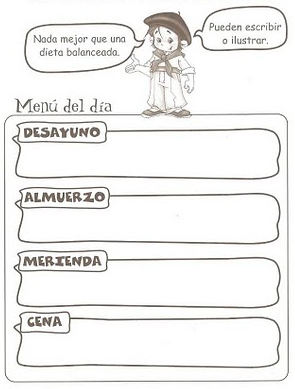 Nada mejor que una
dieta balanceada.
Pueden escribir
o ilustrar.
Menú del día
DESAYUNO
ALMUERZO
MERIENDA
CENA